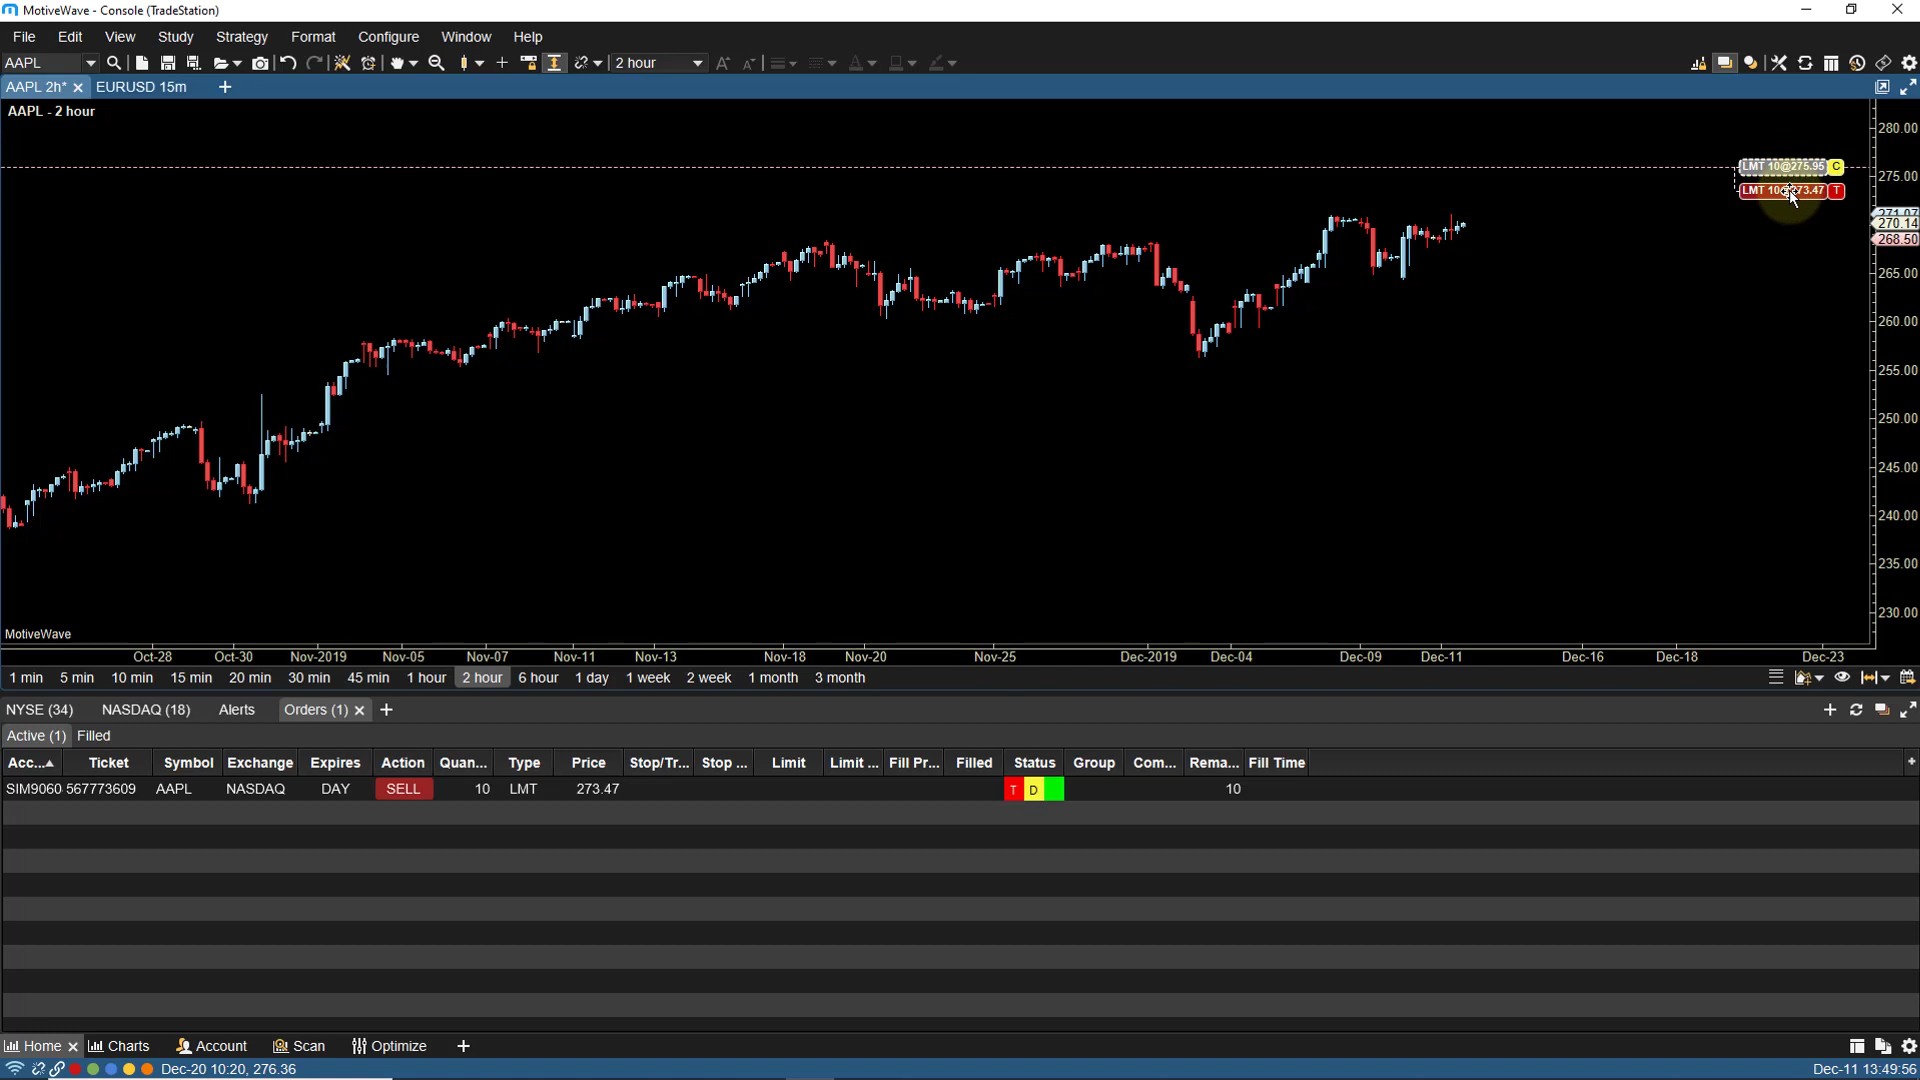 MotiveWave - Console (TradeStation)
File Edit View Study Strategy Format Configure Window Help
AAPL 2 hour
AAPL 2h* EURUSD 15m
AAPL - 2 hour
280.00
LMT 10@275.95 C
275.00
LMT 10@273.47 T
271.07
270.14
268.50
265.00
260.00
255.00
250.00
245.00
240.00
235.00
230.00
MotiveWave
Oct-28 Oct-30 Nov-2019 Nov-05 Nov-07 Nov-11 Nov-13 Nov-18 Nov-20 Nov-25 Dec-2019 Dec-04 Dec-09 Dec-11 Dec-16 Dec-18 Dec-23
1 min 5 min 10 min 15 min 20 min 30 min 45 min 1 hour 2 hour 6 hour 1 day 1 week 2 week 1 month 3 month
NYSE (34) NASDAQ (18) Alerts Orders (1)
Active (1) Filled
Acc... Ticket Symbol Exchange Expires Action Quan... Type Price Stop/Tr... Stop ... Limit Limit ... Fill Pr... Filled Status Group Com... Rema... Fill Time
SIM9060 567773609 AAPL NASDAQ DAY SELL 10 LMT 273.47 T D 10
Home Charts Account Scan Optimize
Dec-20 10:20, 276.36 Dec-11 13:49:56